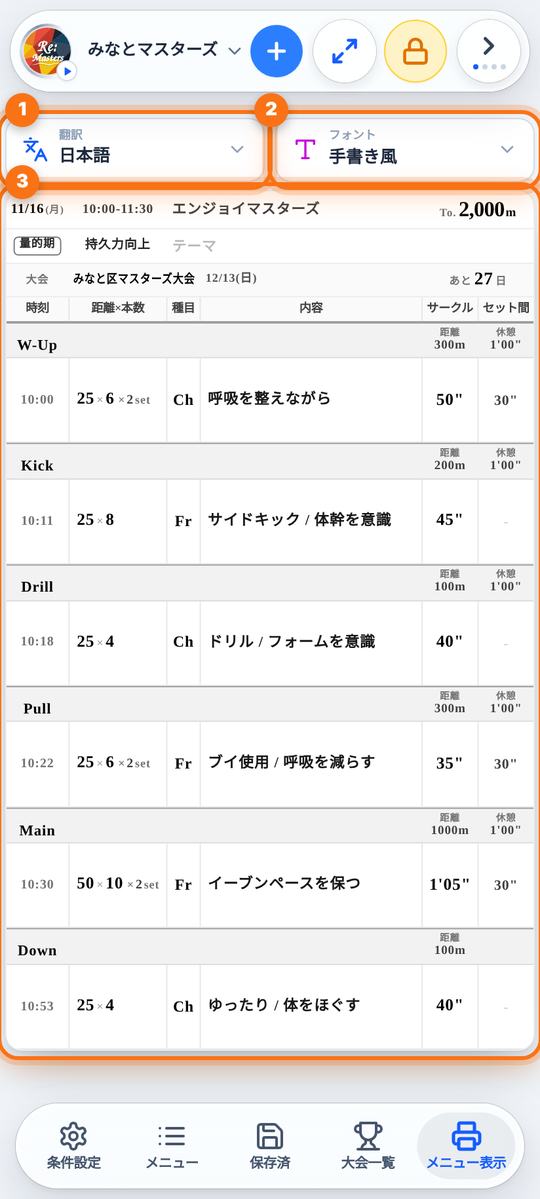 Re:
Masters
みなとマスターズ
1
2
翻訳
日本語
フォント
手書き風
3
11/16(月) 10:00-11:30 エンジョイマスターズ To. 2,000m
量的期 持久力向上 テーマ
大会 みなと区マスターズ大会 12/13(日) あと 27 日
時刻 距離×本数 種目 内容 サークル セット間
W-Up 距離 300m 休憩 1'00"
10:00 25 × 6 × 2 set Ch 呼吸を整えながら 50" 30"
Kick 距離 200m 休憩 1'00"
10:11 25 × 8 Fr サイドキック / 体幹を意識 45" -
Drill 距離 100m 休憩 1'00"
10:18 25 × 4 Ch ドリル / フォームを意識 40" -
Pull 距離 300m 休憩 1'00"
10:22 25 × 6 × 2 set Fr ブイ使用 / 呼吸を減らす 35" 30"
Main 距離 1000m 休憩 1'00"
10:30 50 × 10 × 2 set Fr イーブンペースを保つ 1'05" 30"
Down 距離 100m
10:53 25 × 4 Ch ゆったり / 体をほぐす 40" -
条件設定 メニュー 保存済 大会一覧 メニュー表示